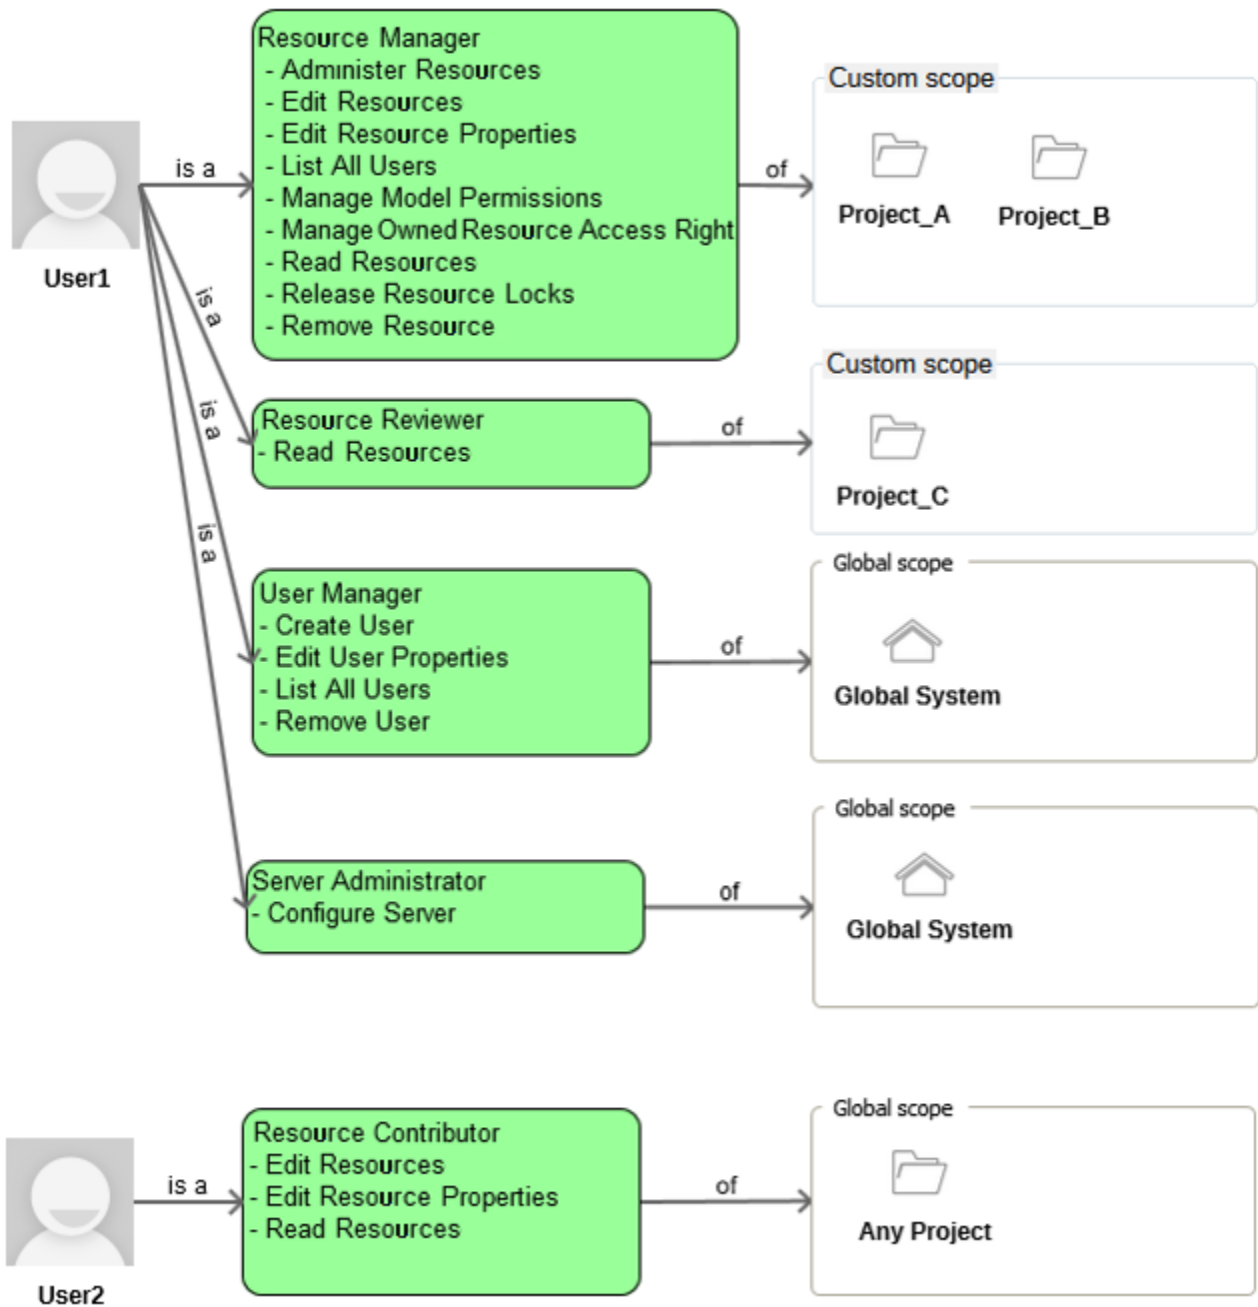 Resource Manager
- Administer Resources
- Edit Resources
- Edit Resource Properties
- List All Users
- Manage Model Permissions
- Manage Owned Resource Access Right
- Read Resources
- Release Resource Locks
- Remove Resource
is a
of
Custom scope
Project_A Project_B
User1
is a
Resource Reviewer
- Read Resources
of
Custom scope
Project_C
is a
User Manager
- Create User
- Edit User Properties
- List All Users
- Remove User
of
Global scope
Global System
is a
Server Administrator
- Configure Server
of
Global scope
Global System
is a
Resource Contributor
- Edit Resources
- Edit Resource Properties
- Read Resources
of
Global scope
Any Project
User2